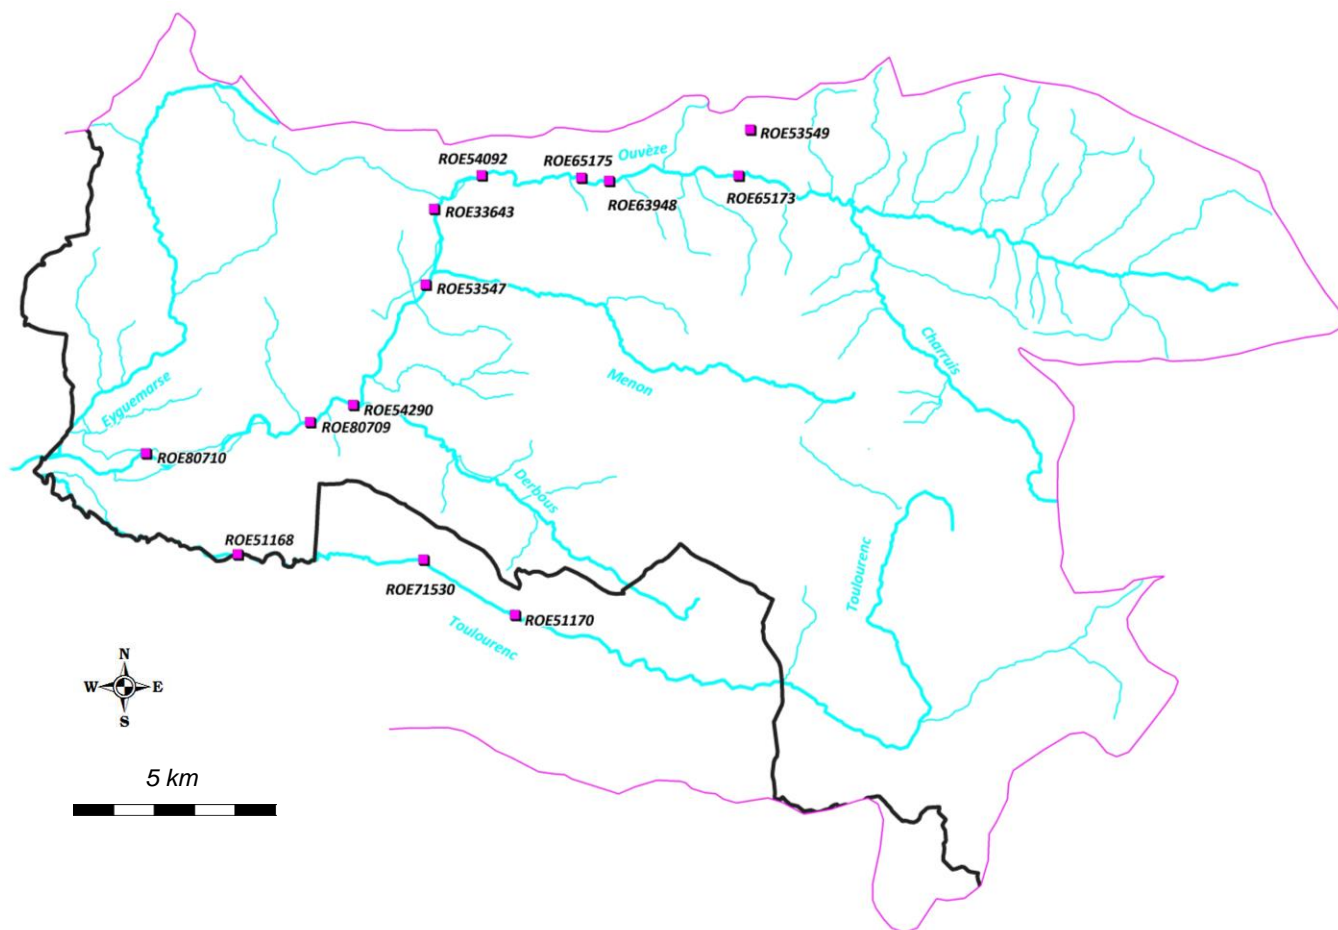 ROE53549
ROE54092
ROE65175
Ouvèze
ROE63948
ROE65173
ROE33643
ROE53547
Charruis
Menon
Eyguemarse
ROE54290
ROE80709
ROE80710
Derbous
ROE51168
Toulourenc
ROE71530
ROE51170
Toulourenc
N
W
E
S
5 km